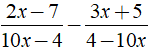 (2x − 7)/(10x − 4) − (3x + 5)/(4 − 10x)